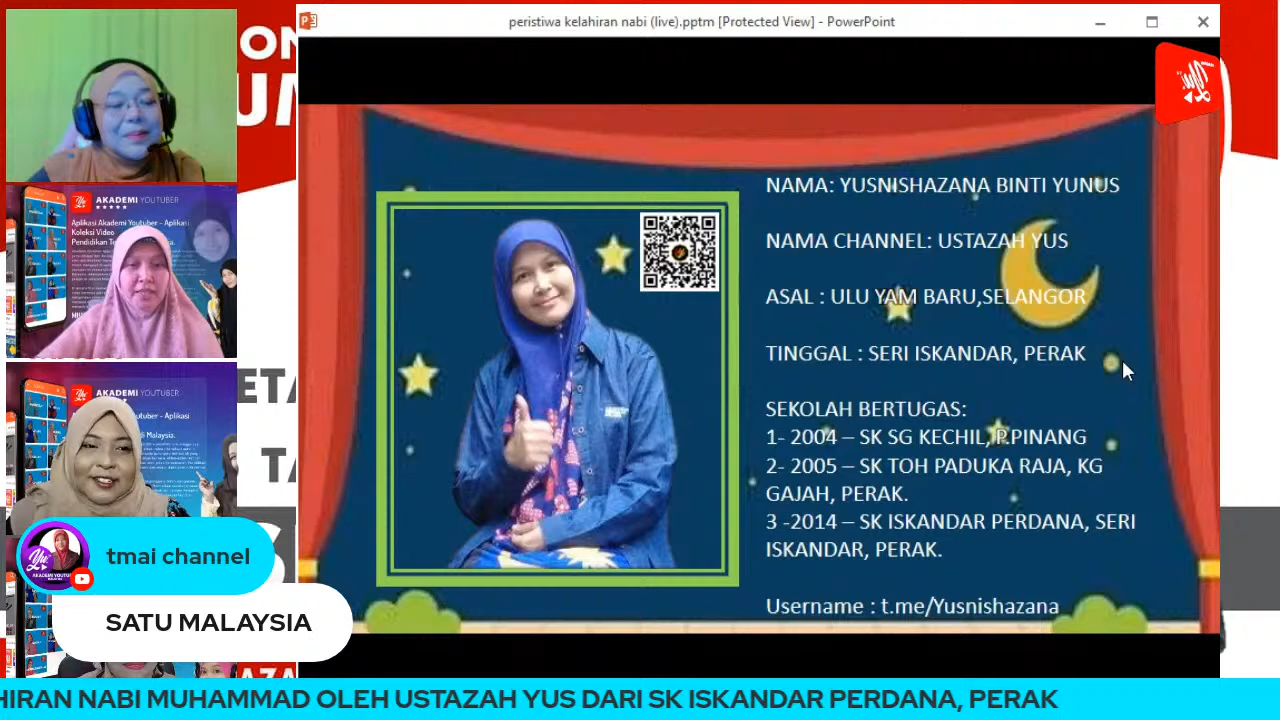 peristiwa kelahiran nabi (live).pptm [Protected View] - PowerPoint
NAMA: YUSNISHAZANA BINTI YUNUS
NAMA CHANNEL: USTAZAH YUS
ASAL : ULU YAM BARU,SELANGOR
TINGGAL : SERI ISKANDAR, PERAK
SEKOLAH BERTUGAS:
1- 2004 – SK SG KECHIL, P.PINANG
2- 2005 – SK TOH PADUKA RAJA, KG
GAJAH, PERAK.
3 -2014 – SK ISKANDAR PERDANA, SERI
ISKANDAR, PERAK.
Username : t.me/Yusnishazana
AKADEMI YOUTUBER
Aplikasi Akademi Youtuber - Aplikasi
Koleksi Video
Pendidikan
AKADEMI YOUTUBER
Aplikasi
di Malaysia.
tmai channel
SATU MALAYSIA
HIRAN NABI MUHAMMAD OLEH USTAZAH YUS DARI SK ISKANDAR PERDANA, PERAK